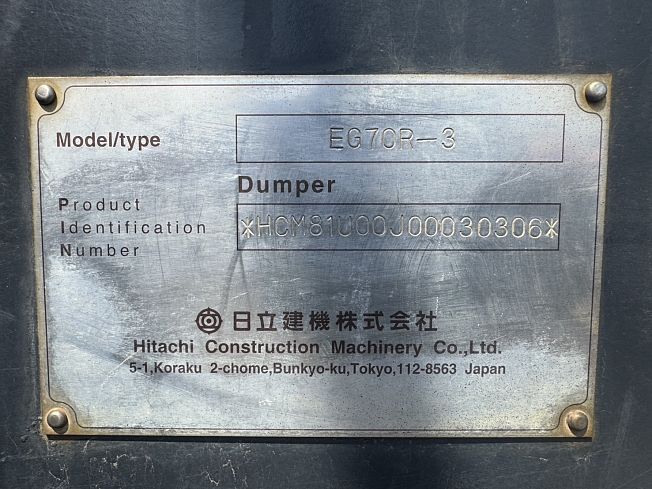 Model/type EG70R-3
Dumper
Product
Identification
Number
*HCM81U00J00030306*
日立建機株式会社
Hitachi Construction Machinery Co.,Ltd.
5-1,Koraku 2-chome,Bunkyo-ku,Tokyo,112-8563 Japan